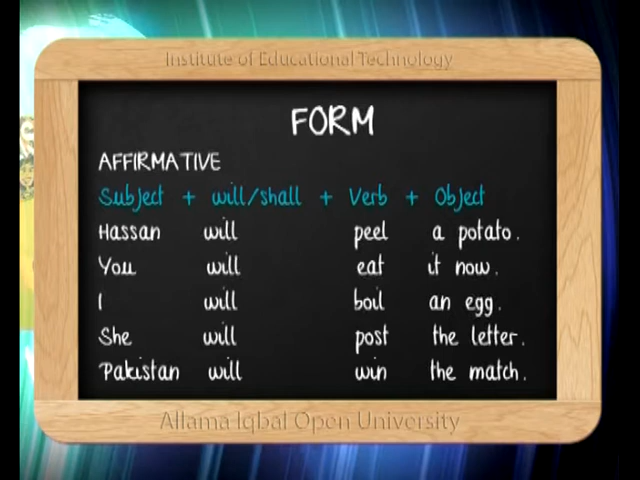 Institute of Educational Technology
FORM
AFFIRMATIVE
Subject + will/shall + Verb + Object
Hassan will peel a potato.
You will eat it now.
I will boil an egg.
She will post the letter.
Pakistan will win the match.
Allama Iqbal Open University